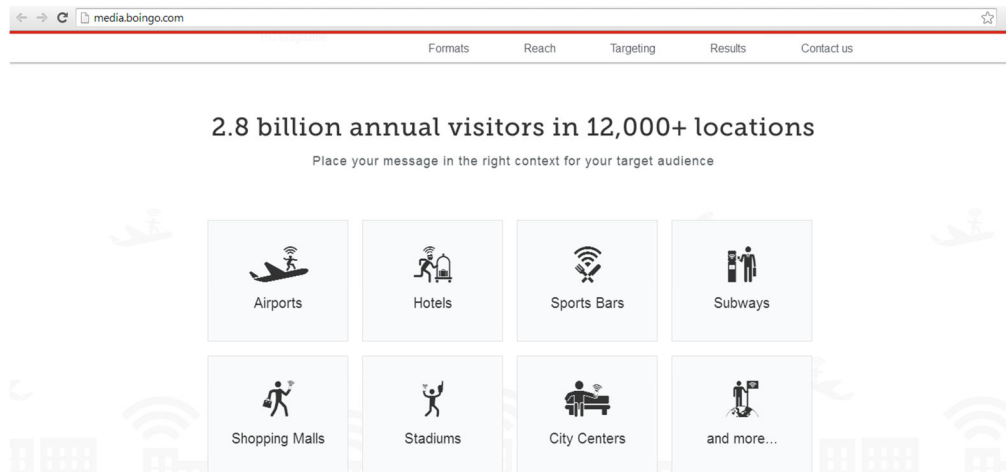 media.boingo.com
Formats Reach Targeting Results Contact us
2.8 billion annual visitors in 12,000+ locations
Place your message in the right context for your target audience
Airports Hotels Sports Bars Subways
Shopping Malls Stadiums City Centers and more...